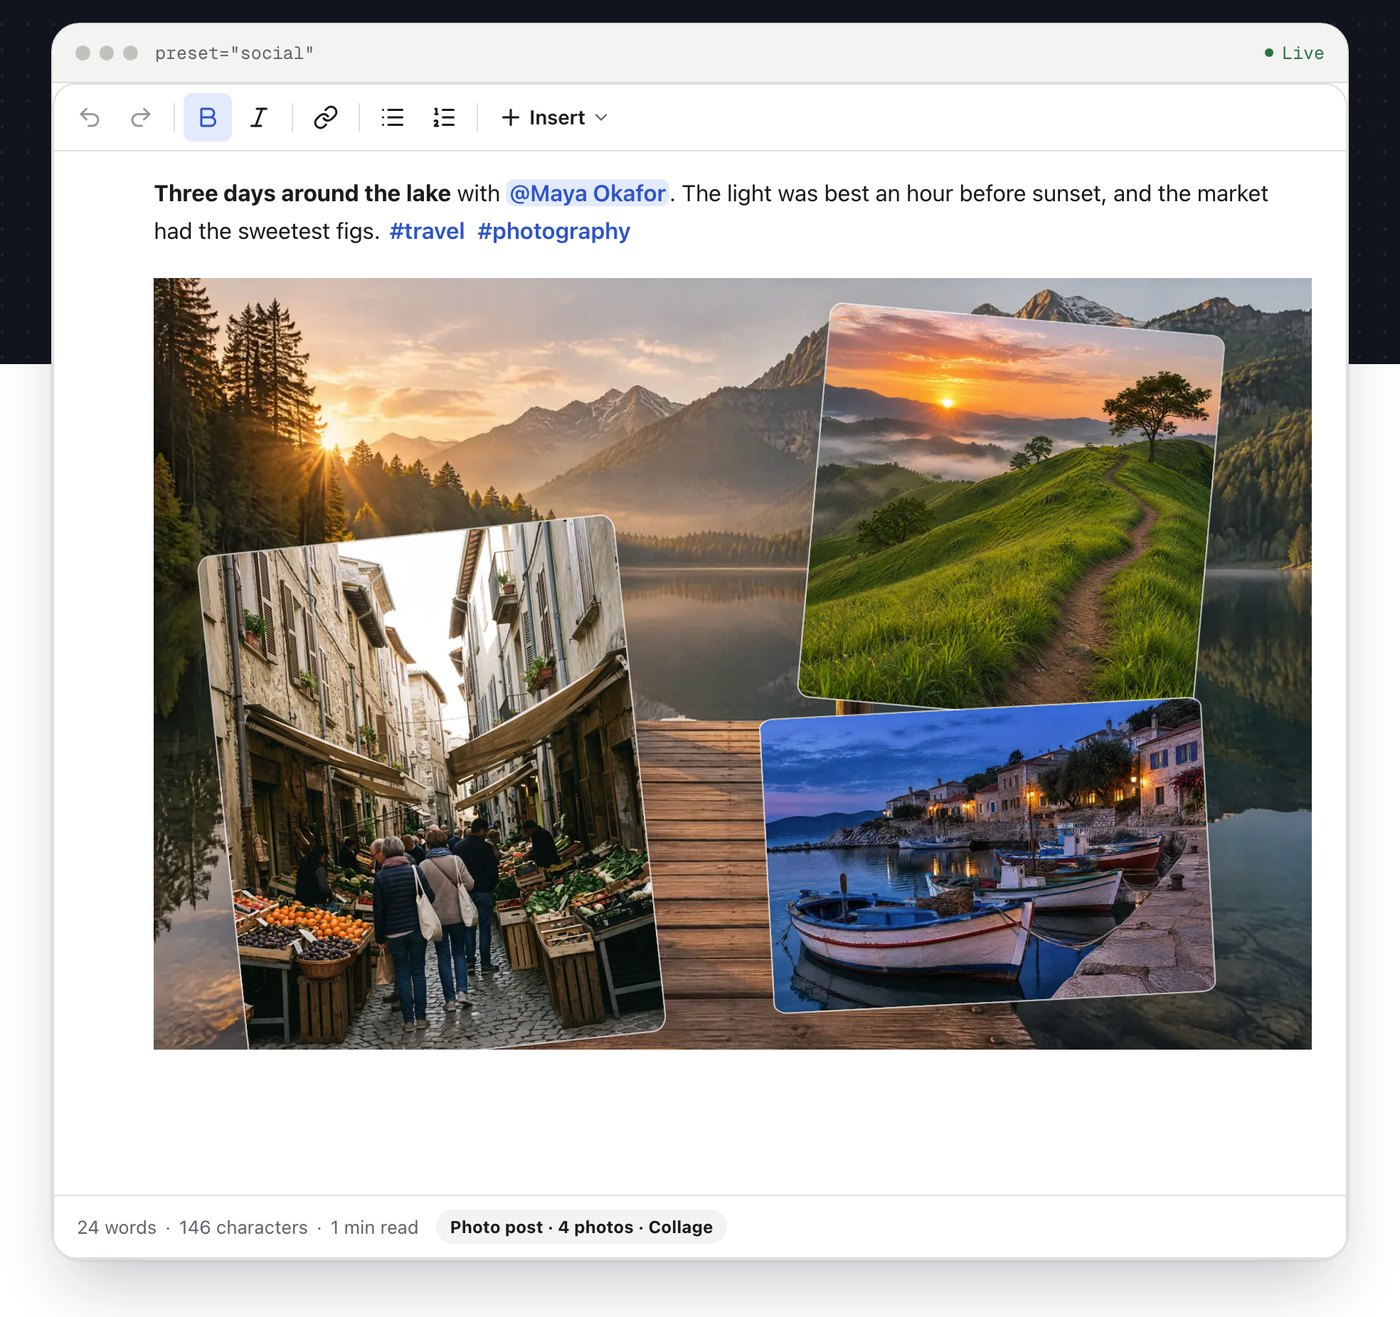 preset="social"
Live
Insert
Three days around the lake with @Maya Okafor. The light was best an hour before sunset, and the market
had the sweetest figs. #travel #photography
24 words · 146 characters · 1 min read
Photo post · 4 photos · Collage